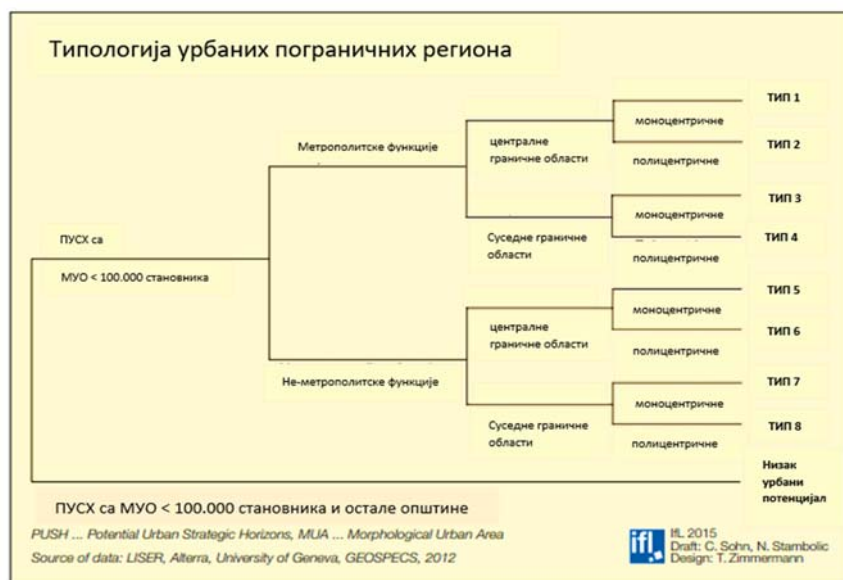 Типологија урбаних пограничних региона
ТИП 1
моноцентричне
Метрополитске функције
централне
граничне области
ТИП 2
полицентричне
ТИП 3
моноцентричне
Суседне граничне
области
ТИП 4
полицентричне
ПУСХ са
МУО < 100.000 становника
ТИП 5
моноцентричне
централне
граничне области
ТИП 6
полицентричне
Не-метрополитске функције
ТИП 7
моноцентричне
Суседне граничне
области
ТИП 8
полицентричне
Низак
урбани
потенцијал
ПУСХ са МУО < 100.000 становника и остале општине
PUSH ... Potential Urban Strategic Horizons, MUA ... Morphological Urban Area
Source of data: LISER, Alterra, University of Geneva, GEOSPECS, 2012
ifl
IfL 2015
Draft: C. Sohn, N. Stambolic
Design: T. Zimmermann